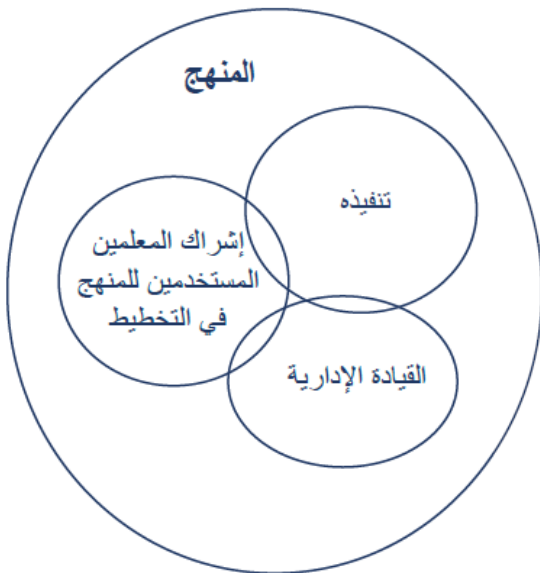 المنهج
تنفيذه
إشراك المعلمين
المستخدمين للمنهج
في التخطيط
القيادة الإدارية